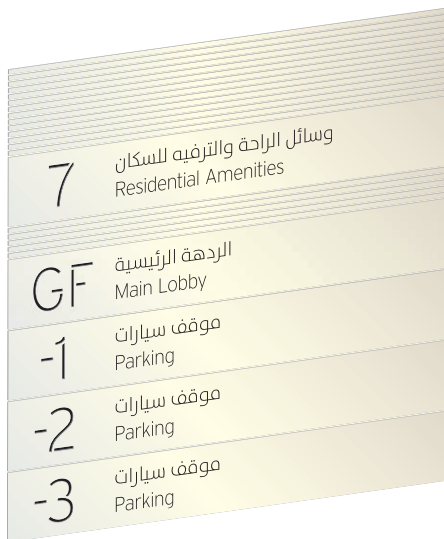 7
وسائل الراحة والترفيه للسكان
Residential Amenities
GF
الردهة الرئيسية
Main Lobby
-1
موقف سيارات
Parking
-2
موقف سيارات
Parking
-3
موقف سيارات
Parking